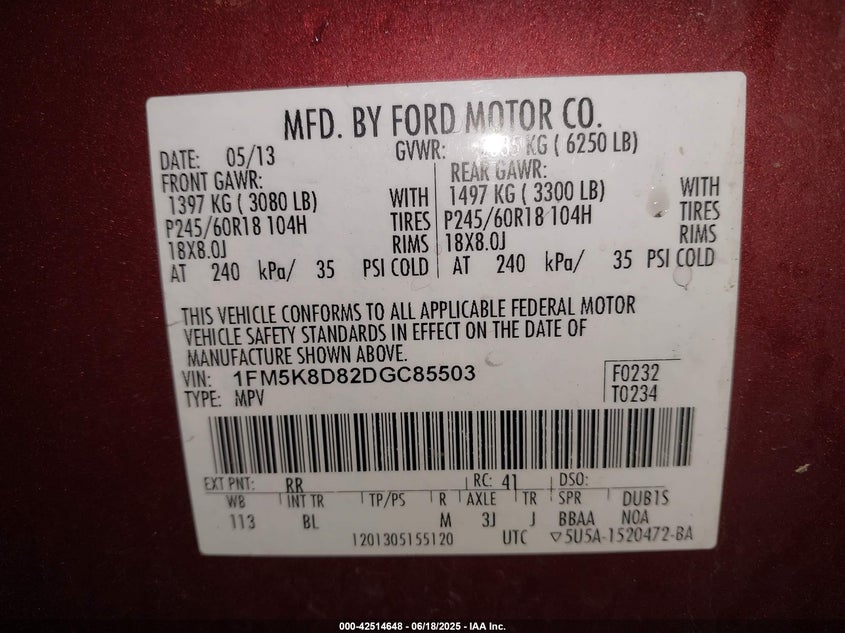 MFD. BY FORD MOTOR CO.
DATE: 05/13 GVWR: KG ( 6250 LB)
FRONT GAWR: REAR GAWR:
1397 KG ( 3080 LB) WITH 1497 KG ( 3300 LB) WITH
P245/60R18 104H TIRES P245/60R18 104H TIRES
18X8.0J RIMS 18X8.0J RIMS
AT 240 kPa/ 35 PSI COLD AT 240 kPa/ 35 PSI COLD
THIS VEHICLE CONFORMS TO ALL APPLICABLE FEDERAL MOTOR
VEHICLE SAFETY STANDARDS IN EFFECT ON THE DATE OF
MANUFACTURE SHOWN ABOVE.
VIN: 1FM5K8D82DGC85503 F0232
TYPE: MPV T0234
EXT PNT: RR RC: 41 DSO:
WB INT TR TP/PS R AXLE TR SPR DUB1S
113 BL M 3J J BBAA NOA
1201305155120 UTC ▽5U5A-1520472-BA
000-42514648 - 06/18/2025 - IAA Inc.